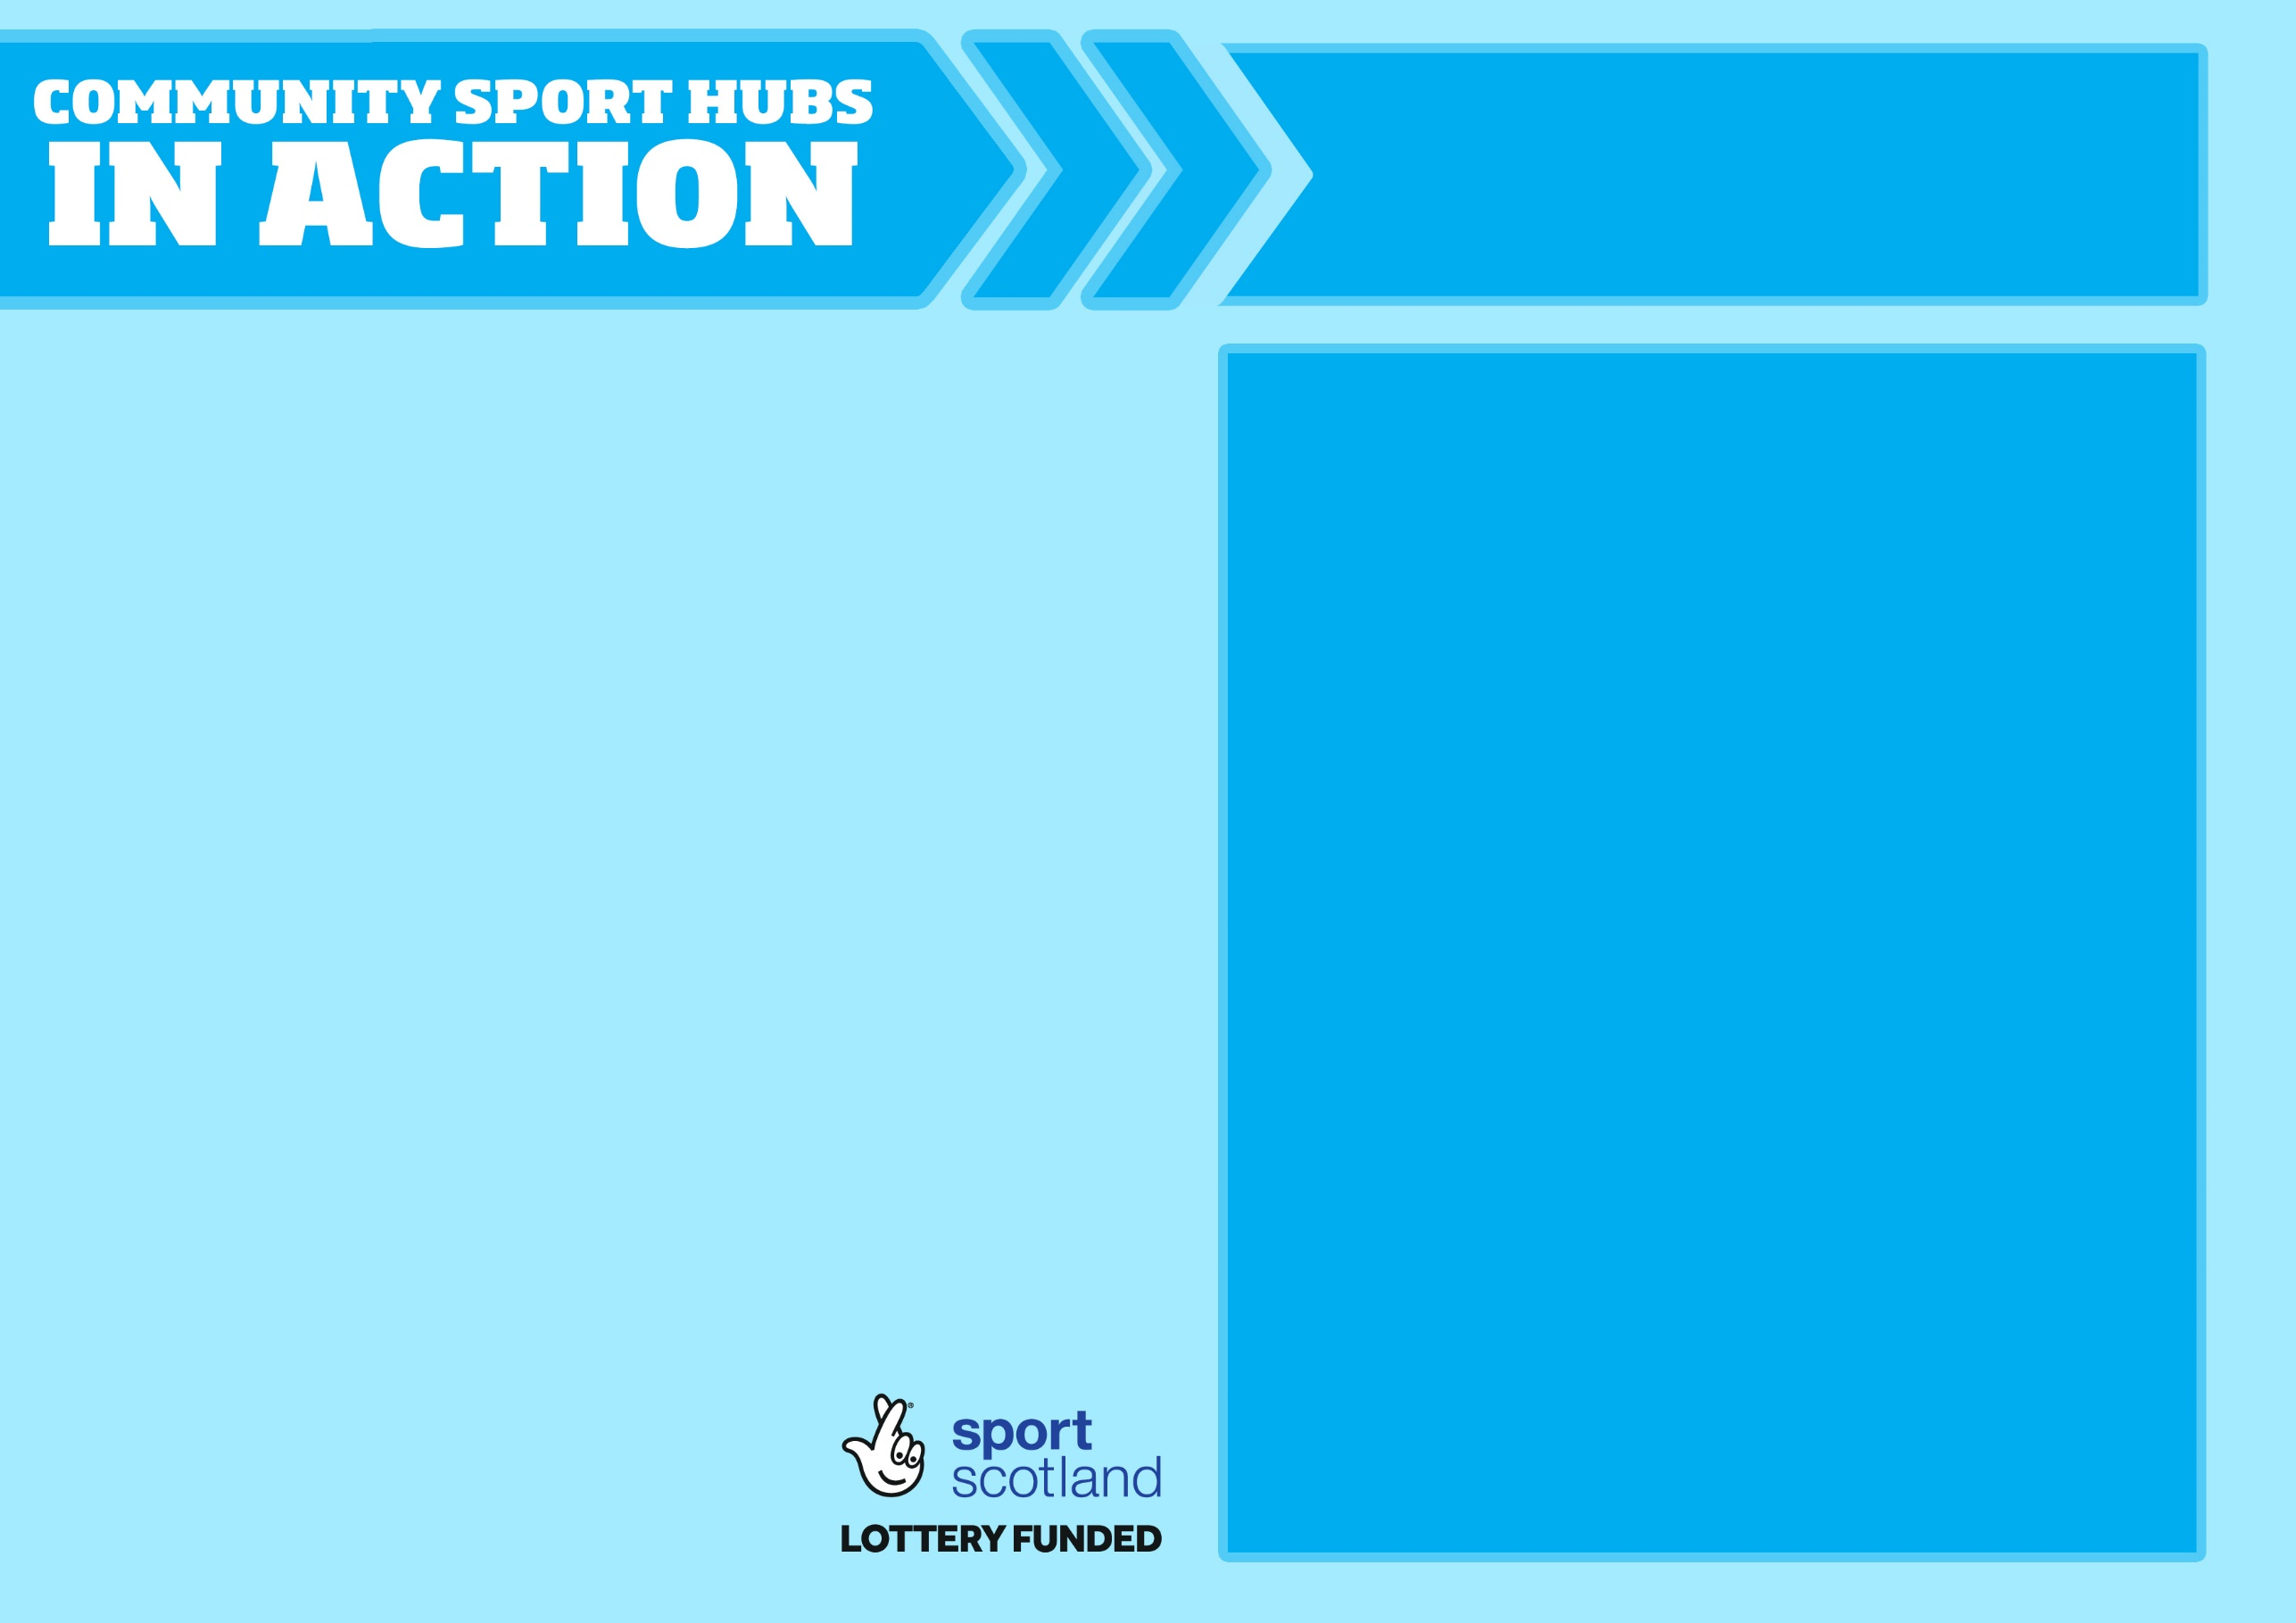 COMMUNITY SPORT HUBS
IN ACTION
sport
scotland
LOTTERY FUNDED